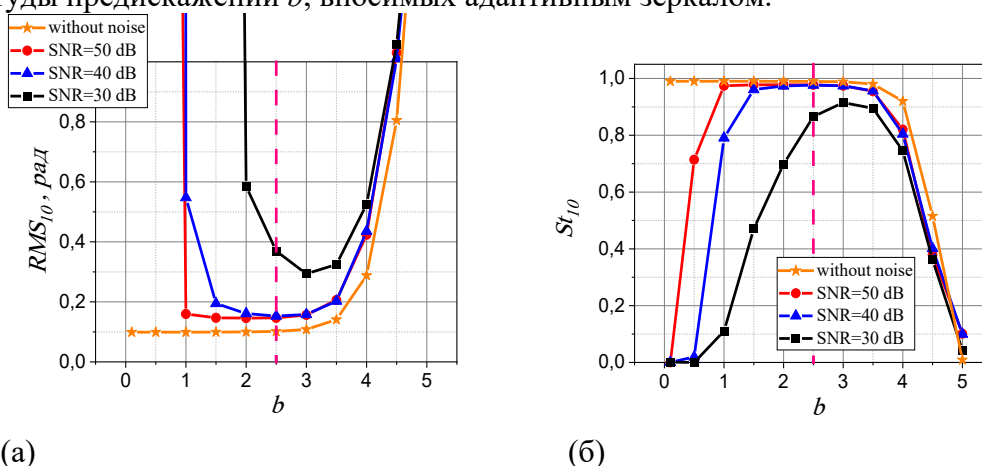 туды предискажений b, вносимых адаптивным зеркалом.
without noise
SNR=50 dB
SNR=40 dB
SNR=30 dB
RMS10, рад
0,8
0,6
0,4
0,2
0,0
0 1 2 3 4 5
b
St10
1,0
0,8
0,6
0,4
0,2
0,0
without noise
SNR=50 dB
SNR=40 dB
SNR=30 dB
0 1 2 3 4 5
b
(а) (б)